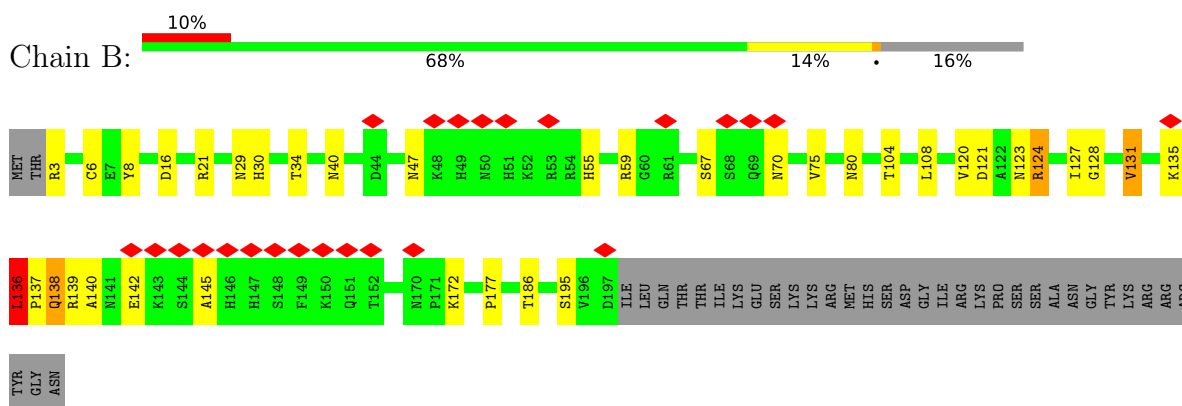 10%
Chain B:
68% 14% • 16%
MET THR R3 C6 E7 Y8 D16 R21 N29 H30 T34 N40 D44 N47 K48 H49 N50 H51 K52 R53 R54 H55 R59 G60 R61 S67 S68 Q69 N70 V75 N80 T104 L108 V120 D121 A122 N123 R124 I127 G128 V131 K135
L136 P137 Q138 R139 A140 N141 E142 K143 S144 A145 H146 H147 S148 F149 K150 Q151 T152 N170 P171 K172 P177 T186 S195 V196 D197 ILE LEU GLN THR THR ILE LYS GLU SER LYS LYS ARG MET HIS SER ASP GLY ILE ARG LYS PRO SER SER ALA ASN GLY TYR LYS ARG ARG ARG
TYR GLY ASN